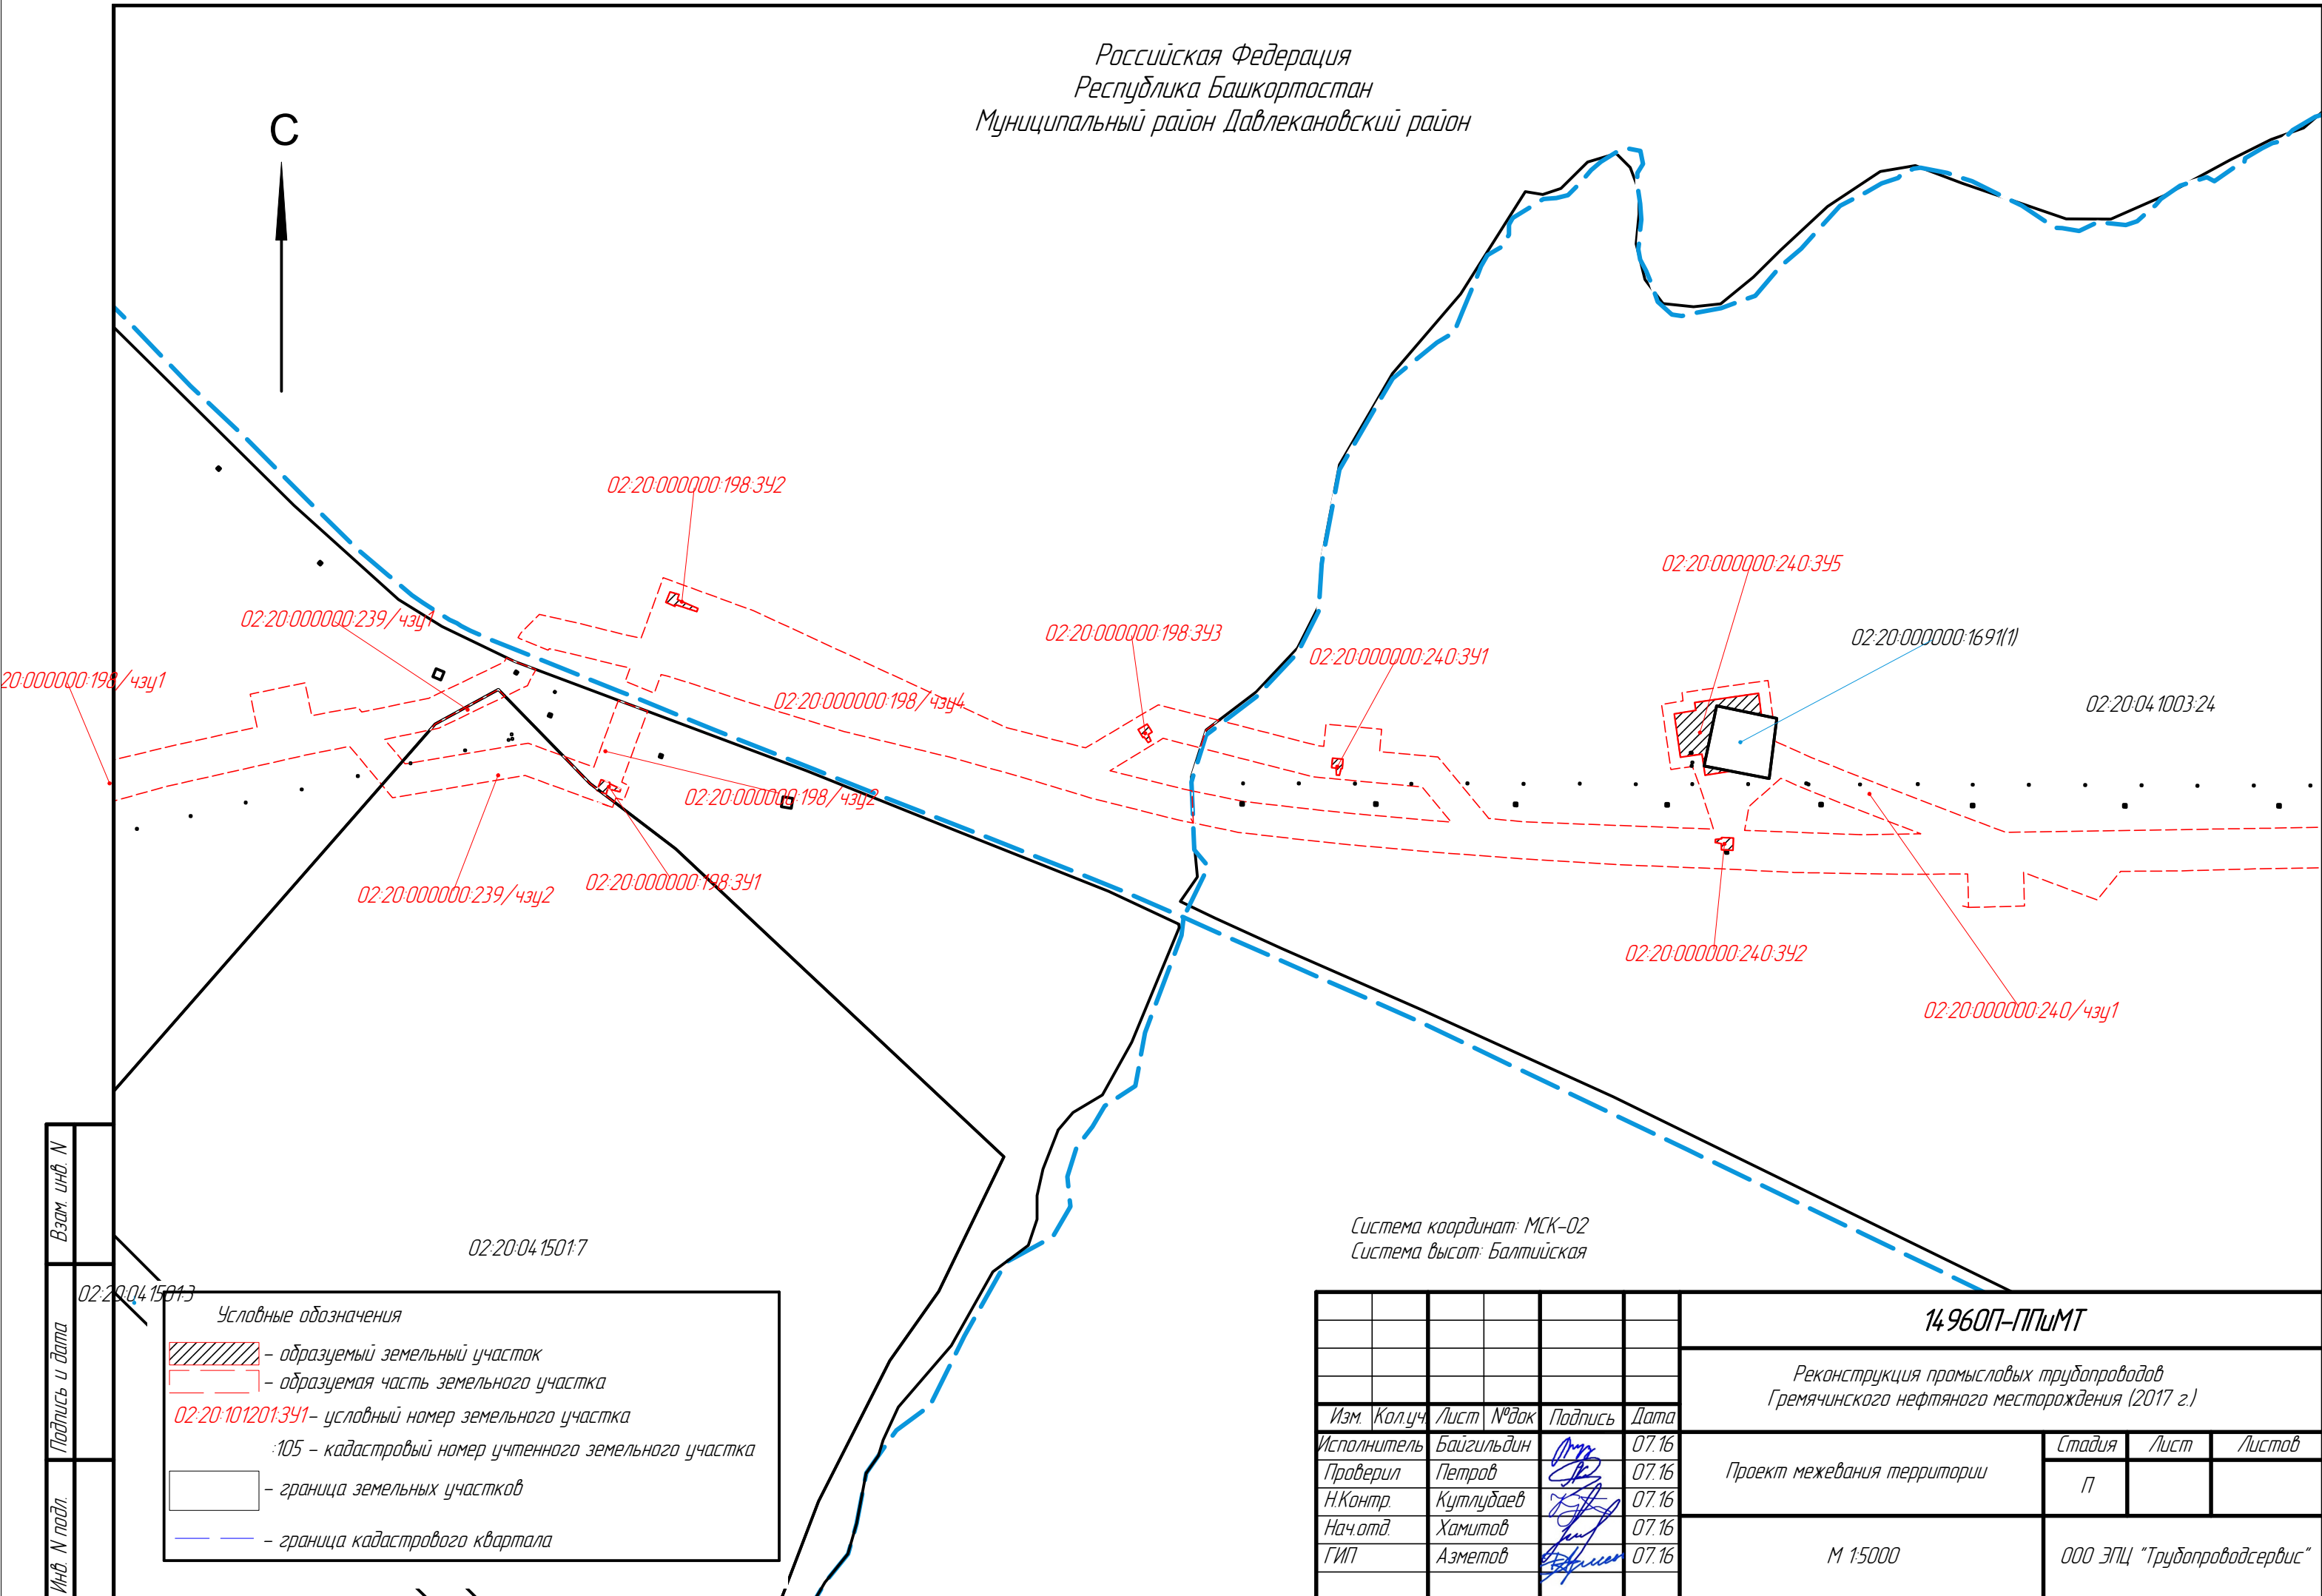 Российская Федерация
Республика Башкортостан
Муниципальный район Давлекановский район
С
02:20:000000:198:ЗУ2
02:20:000000:240:ЗУ5
02:20:000000:239/чзу1
02:20:000000:198:ЗУ3
02:20:000000:1691(1)
02:20:000000:240:ЗУ1
20:000000:198/чзу1
02:20:000000:198/чзу4
02:20:041003:24
02:20:000000:198/чзу2
02:20:000000:198:ЗУ1
02:20:000000:239/чзу2
02:20:000000:240:ЗУ2
02:20:000000:240/чзу1
Взам. инв. N
Подпись и дата
Инв. N подл.
02:20:041501:7
02:20:041501:3
Система координат: МСК-02
Система высот: Балтийская
Условные обозначения
- образуемый земельный участок
- образуемая часть земельного участка
02:20:101201:ЗУ1 - условный номер земельного участка
:105 - кадастровый номер учтенного земельного участка
- граница земельных участков
- граница кадастрового квартала
14960П-ППиМТ
Реконструкция промысловых трубопроводов
Гремячинского нефтяного месторождения (2017 г.)
Изм. Кол.уч Лист №док Подпись Дата
Исполнитель Байгильдин 07.16
Проверил Петров 07.16
Н.Контр. Кутлубаев 07.16
Нач.отд. Хамитов 07.16
ГИП Азметов 07.16
Проект межевания территории
Стадия Лист Листов
П
М 1:5000
ООО ЭПЦ "Трубопроводсервис"